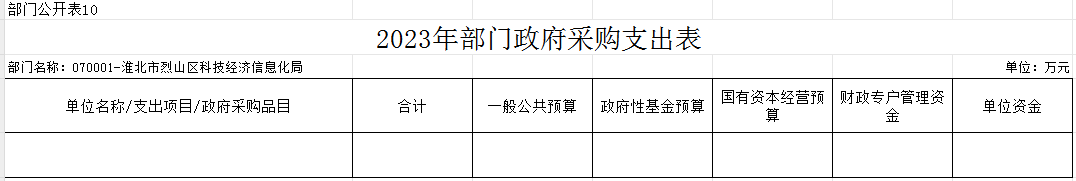 部门公开表10
2023年部门政府采购支出表
部门名称：070001-淮北市烈山区科技经济信息化局 单位：万元
单位名称/支出项目/政府采购品目 合计 一般公共预算 政府性基金预算 国有资本经营预算 财政专户管理资金 单位资金